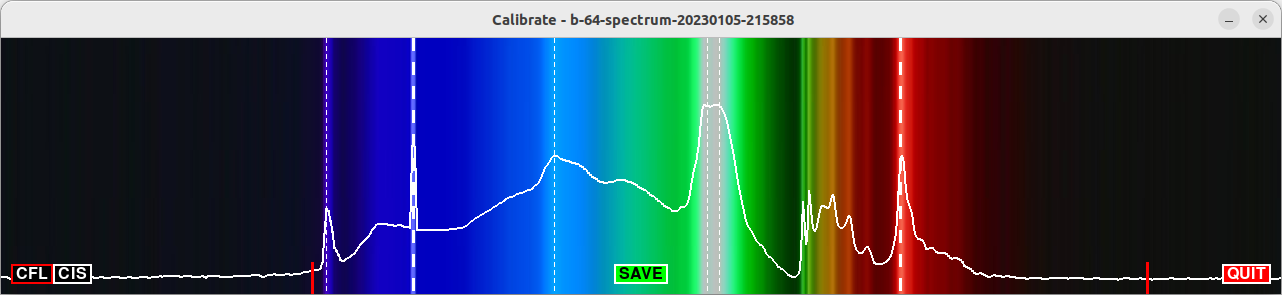 Calibrate - b-64-spectrum-20230105-215858
CFL CIS SAVE QUIT